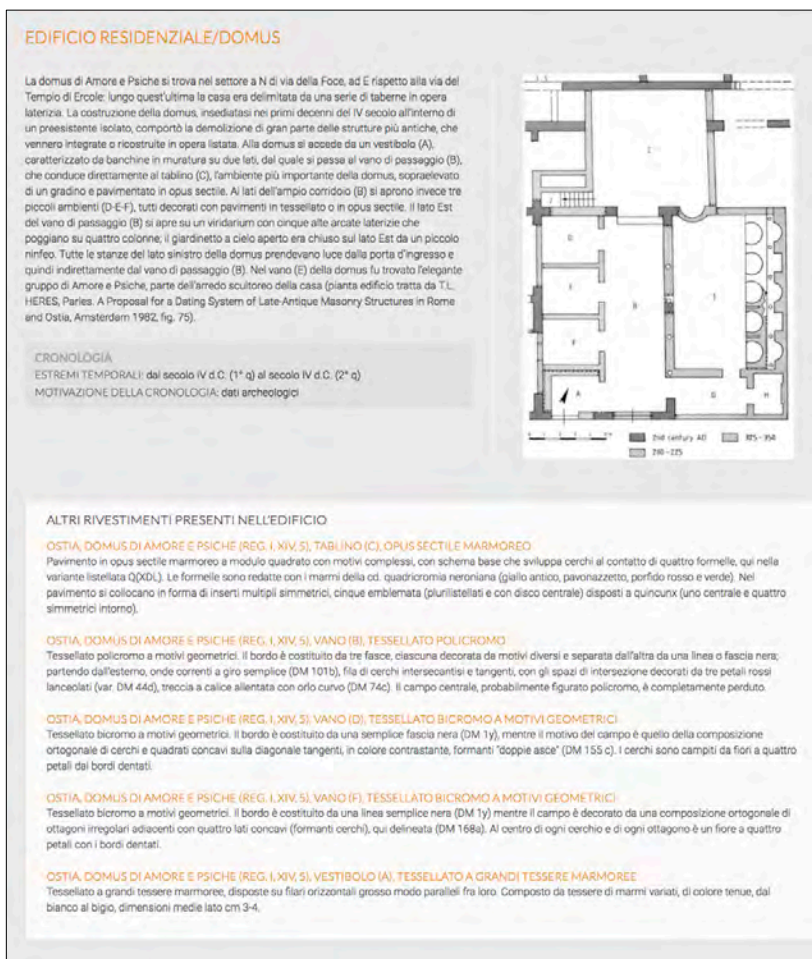 EDIFICIO RESIDENZIALE/DOMUS
La domus di Amore e Psiche si trova nel settore a N di via della Foce, ad E rispetto alla via del
Tempio di Ercole: lungo quest'ultima la casa era delimitata da una serie di taberne in opera
laterizia. La costruzione della domus, insediatasi nei primi decenni del IV secolo all'interno di
un preesistente isolato, comportò la demolizione di gran parte delle strutture più antiche, che
vennero integrate o ricostruite in opera listata. Alla domus si accede da un vestibolo (A),
caratterizzato da banchine in muratura su due lati, dal quale si passa al vano di passaggio (B),
che conduce direttamente al tablino (C), l'ambiente più importante della domus, sopraelevato
di un gradino e pavimentato in opus sectile. Ai lati dell'ampio corridoio (B) si aprono invece tre
piccoli ambienti (D-E-F), tutti decorati con pavimenti in tessellato o in opus sectile. Il lato Est
del vano di passaggio (B) si apre su un viridarium con cinque alte arcate laterizie che
poggiano su quattro colonne; il giardinetto a cielo aperto era chiuso sul lato Est da un piccolo
ninfeo. Tutte le stanze del lato sinistro della domus prendevano luce dalla porta d'ingresso e
quindi indirettamente dal vano di passaggio (B). Nel vano (E) della domus fu trovato l'elegante
gruppo di Amore e Psiche, parte dell'arredo scultoreo della casa (pianta edificio tratta da T.L.
HERES, Paries. A Proposal for a Dating System of Late-Antique Masonry Structures in Rome
and Ostia, Amsterdam 1982, fig. 75).
CRONOLOGIA
ESTREMI TEMPORALI: dal secolo IV d.C. (1° q) al secolo IV d.C. (2° q)
MOTIVAZIONE DELLA CRONOLOGIA: dati archeologici
D
E
B
F
A
G
H
2nd century AD
ALTRI RIVESTIMENTI PRESENTI NELL'EDIFICIO
OSTIA, DOMUS DI AMORE E PSICHE (REG. I, XIV, 5), TABLINO (C), OPUS SECTILE MARMOREO
Pavimento in opus sectile marmoreo a modulo quadrato con motivi complessi, con schema base che sviluppa cerchi al contatto di quattro formelle, qui nella
variante listellata Q(XDL). Le formelle sono redatte con i marmi della cd. quadricromia neroniana (giallo antico, pavonazzetto, porfido rosso e verde). Nel
pavimento si collocano in forma di inserti multipli simmetrici, cinque emblemata (plurilistellati e con disco centrale) disposti a quincunx (uno centrale e quattro
simmetrici intorno).
OSTIA, DOMUS DI AMORE E PSICHE (REG. I, XIV, 5), VANO (B), TESSELLATO POLICROMO
Tessellato policromo a motivi geometrici. Il bordo è costituito da tre fasce, ciascuna decorata da motivi diversi e separata dall'altra da una linea o fascia nera;
partendo dall'esterno, onde correnti a giro semplice (DM 101b), fila di cerchi intersecantisi e tangenti, con gli spazi di intersezione decorati da tre petali rossi
lanceolati (var. DM 44d), treccia a calice allentata con orlo curvo (DM 74c). Il campo centrale, probabilmente figurato policromo, è completamente perduto.
OSTIA, DOMUS DI AMORE E PSICHE (REG. I, XIV, 5), VANO (D), TESSELLATO BICROMO A MOTIVI GEOMETRICI
Tessellato bicromo a motivi geometrici. Il bordo è costituito da una semplice fascia nera (DM 1y), mentre il motivo del campo è quello della composizione
ortogonale di cerchi e quadrati concavi sulla diagonale tangenti, in colore contrastante, formanti "doppie asce" (DM 155 c). I cerchi sono campiti da fiori a quattro
petali dai bordi dentati.
OSTIA, DOMUS DI AMORE E PSICHE (REG. I, XIV, 5), VANO (F), TESSELLATO BICROMO A MOTIVI GEOMETRICI
Tessellato bicromo a motivi geometrici. Il bordo è costituito da una linea semplice nera (DM 1y) mentre il campo è decorato da una composizione ortogonale di
ottagoni irregolari adiacenti con quattro lati concavi (formanti cerchi), qui delineata (DM 168a). Al centro di ogni cerchio e di ogni ottagono è un fiore a quattro
petali con i bordi dentati.
OSTIA, DOMUS DI AMORE E PSICHE (REG. I, XIV, 5), VESTIBOLO (A), TESSELLATO A GRANDI TESSERE MARMOREE
Tessellato a grandi tessere marmoree, disposte su filari orizzontali grosso modo paralleli fra loro. Composto da tessere di marmi variati, di colore tenue, dal
bianco al bigio, dimensioni medie lato cm 3-4.